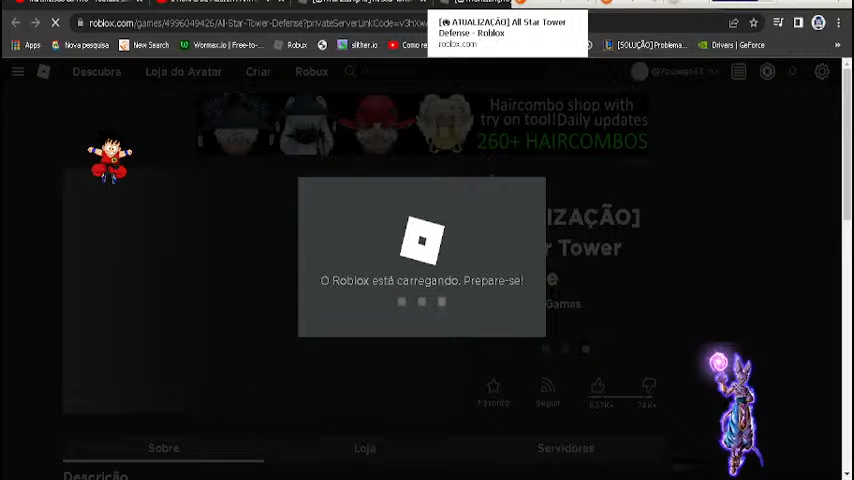 [ ATUALIZAÇÃO] All Star Tower
Defense - Roblox
roblox.com
roblox.com/games/4996049426/All-Star-Tower-Defense?privateServerLinkCode=
Apps Nova pesquisa New Search Wormax.io (Free-to-... Roblox slither.io Como re [SOLUÇÃO]Problema... Drivers | GeForce
Descubra Loja do Avatar Criar Robux
Haircombo shop with
try on tool!Daily updates
260+ HAIRCOMBOS
IZAÇÃO]
Tower
e
Games
O Roblox está carregando. Prepare-se!
Favorito Seguir 937K+ 74K+
Sobre Loja Servidores
Descrição